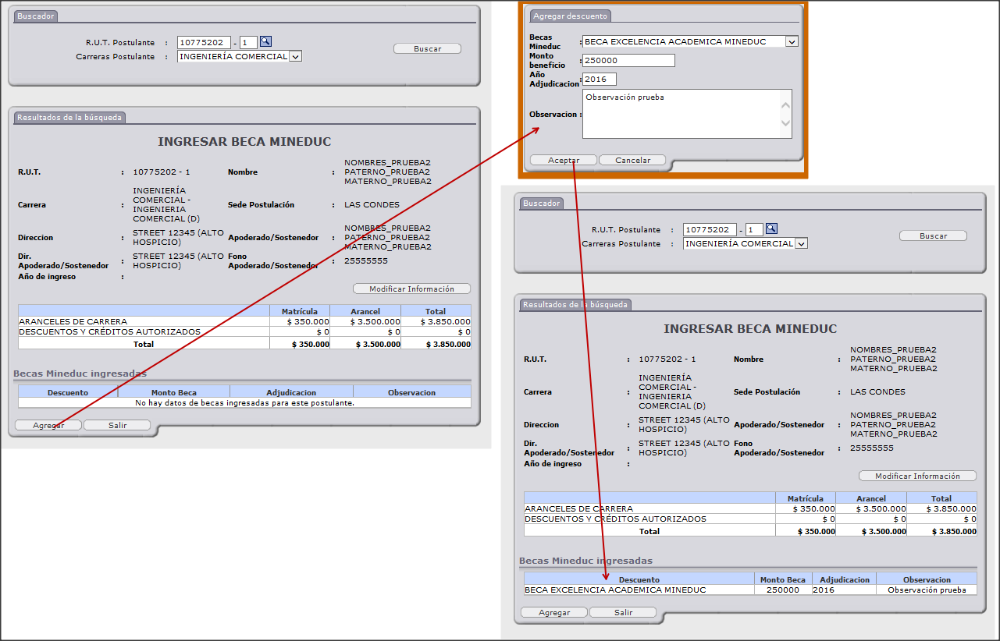 Buscador
R.U.T. Postulante : 10775202 - 1
Carreras Postulante : INGENIERÍA COMERCIAL
Buscar
Resultados de la búsqueda
INGRESAR BECA MINEDUC
R.U.T. : 10775202 - 1 Nombre : NOMBRES_PRUEBA2
PATERNO_PRUEBA2
MATERNO_PRUEBA2
Carrera : INGENIERÍA
COMERCIAL -
INGENIERIA
COMERCIAL (D)
Sede Postulación : LAS CONDES
Direccion : STREET 12345 (ALTO
HOSPICIO)
Apoderado/Sostenedor : NOMBRES_PRUEBA2
PATERNO_PRUEBA2
MATERNO_PRUEBA2
Dir.
Apoderado/Sostenedor : STREET 12345 (ALTO
HOSPICIO)
Fono
Apoderado/Sostenedor : 25555555
Año de ingreso :
Modificar Información
Matrícula Arancel Total
ARANCELES DE CARRERA $ 350.000 $ 3.500.000 $ 3.850.000
DESCUENTOS Y CRÉDITOS AUTORIZADOS $ 0 $ 0 $ 0
Total $ 350.000 $ 3.500.000 $ 3.850.000
Becas Mineduc ingresadas
Descuento Monto Beca Adjudicacion Observacion
No hay datos de becas ingresadas para este postulante.
Agregar Salir
Agregar descuento
Becas
Mineduc : BECA EXCELENCIA ACADEMICA MINEDUC
Monto
beneficio : 250000
Año
Adjudicacion : 2016
Observacion : Observación prueba
Aceptar Cancelar
Buscador
R.U.T. Postulante : 10775202 - 1
Carreras Postulante : INGENIERÍA COMERCIAL
Buscar
Resultados de la búsqueda
INGRESAR BECA MINEDUC
R.U.T. : 10775202 - 1 Nombre : NOMBRES_PRUEBA2
PATERNO_PRUEBA2
MATERNO_PRUEBA2
Carrera : INGENIERÍA
COMERCIAL -
INGENIERIA
COMERCIAL (D)
Sede Postulación : LAS CONDES
Direccion : STREET 12345 (ALTO
HOSPICIO)
Apoderado/Sostenedor : NOMBRES_PRUEBA2
PATERNO_PRUEBA2
MATERNO_PRUEBA2
Dir.
Apoderado/Sostenedor : STREET 12345 (ALTO
HOSPICIO)
Fono
Apoderado/Sostenedor : 25555555
Año de ingreso :
Modificar Información
Matrícula Arancel Total
ARANCELES DE CARRERA $ 350.000 $ 3.500.000 $ 3.850.000
DESCUENTOS Y CRÉDITOS AUTORIZADOS $ 0 $ 0 $ 0
Total $ 350.000 $ 3.500.000 $ 3.850.000
Becas Mineduc ingresadas
Descuento Monto Beca Adjudicacion Observacion
BECA EXCELENCIA ACADEMICA MINEDUC 250000 2016 Observación prueba
Agregar Salir